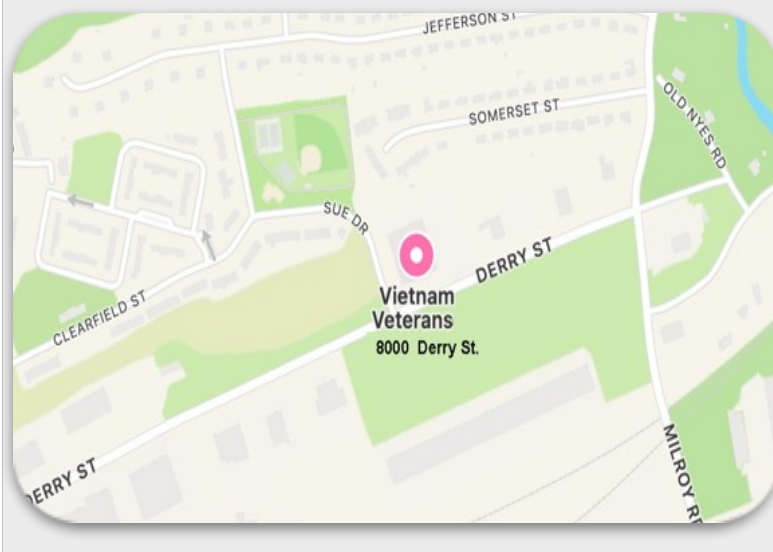 JEFFERSON ST
SOMERSET ST
OLD NYES RD
SUE DR
DERRY ST
Vietnam
Veterans
8000 Derry St.
CLEARFIELD ST
DERRY ST
MILROY RD